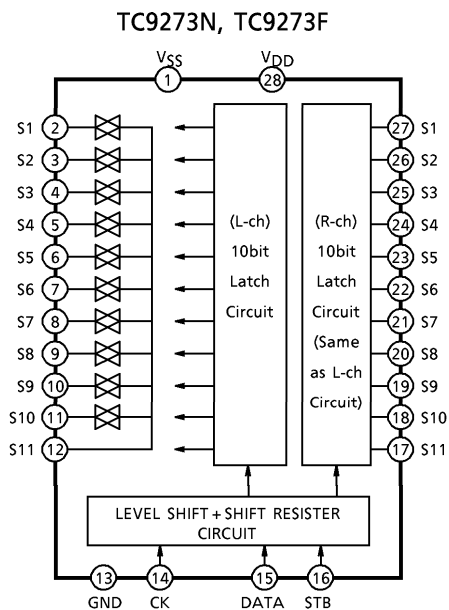 TC9273N, TC9273F
VSS VDD
1 28
S1 2 27 S1
S2 3 26 S2
S3 4 25 S3
S4 5 (L-ch) (R-ch) 24 S4
S5 6 10bit 10bit 23 S5
S6 7 Latch Latch 22 S6
S7 8 Circuit Circuit 21 S7
S8 9 (Same 20 S8
S9 10 as L-ch 19 S9
S10 11 Circuit) 18 S10
S11 12 17 S11
LEVEL SHIFT + SHIFT RESISTER
CIRCUIT
13 14 15 16
GND CK DATA STB